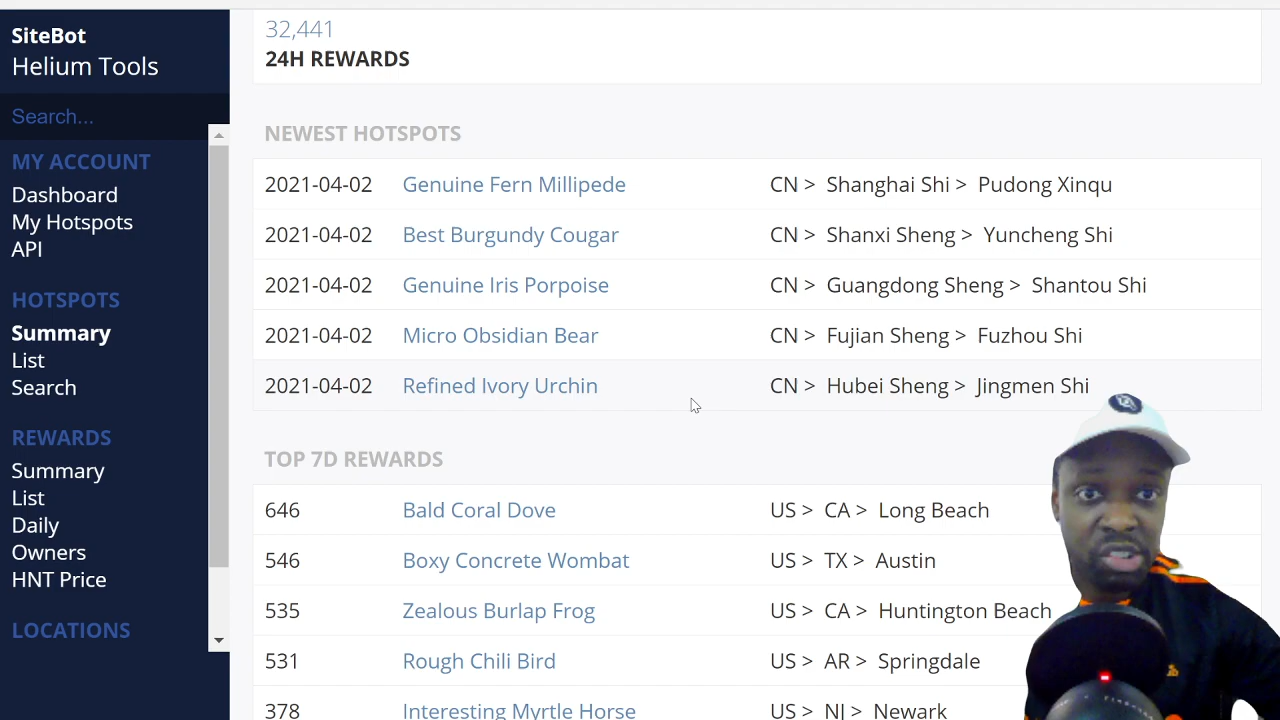 SiteBot
Helium Tools
Search...
MY ACCOUNT
Dashboard
My Hotspots
API
HOTSPOTS
Summary
List
Search
REWARDS
Summary
List
Daily
Owners
HNT Price
LOCATIONS
32,441
24H REWARDS
NEWEST HOTSPOTS
2021-04-02 Genuine Fern Millipede CN > Shanghai Shi > Pudong Xinqu
2021-04-02 Best Burgundy Cougar CN > Shanxi Sheng > Yuncheng Shi
2021-04-02 Genuine Iris Porpoise CN > Guangdong Sheng > Shantou Shi
2021-04-02 Micro Obsidian Bear CN > Fujian Sheng > Fuzhou Shi
2021-04-02 Refined Ivory Urchin CN > Hubei Sheng > Jingmen Shi
TOP 7D REWARDS
646 Bald Coral Dove US > CA > Long Beach
546 Boxy Concrete Wombat US > TX > Austin
535 Zealous Burlap Frog US > CA > Huntington Beach
531 Rough Chili Bird US > AR > Springdale
378 Interesting Myrtle Horse US > NJ > Newark